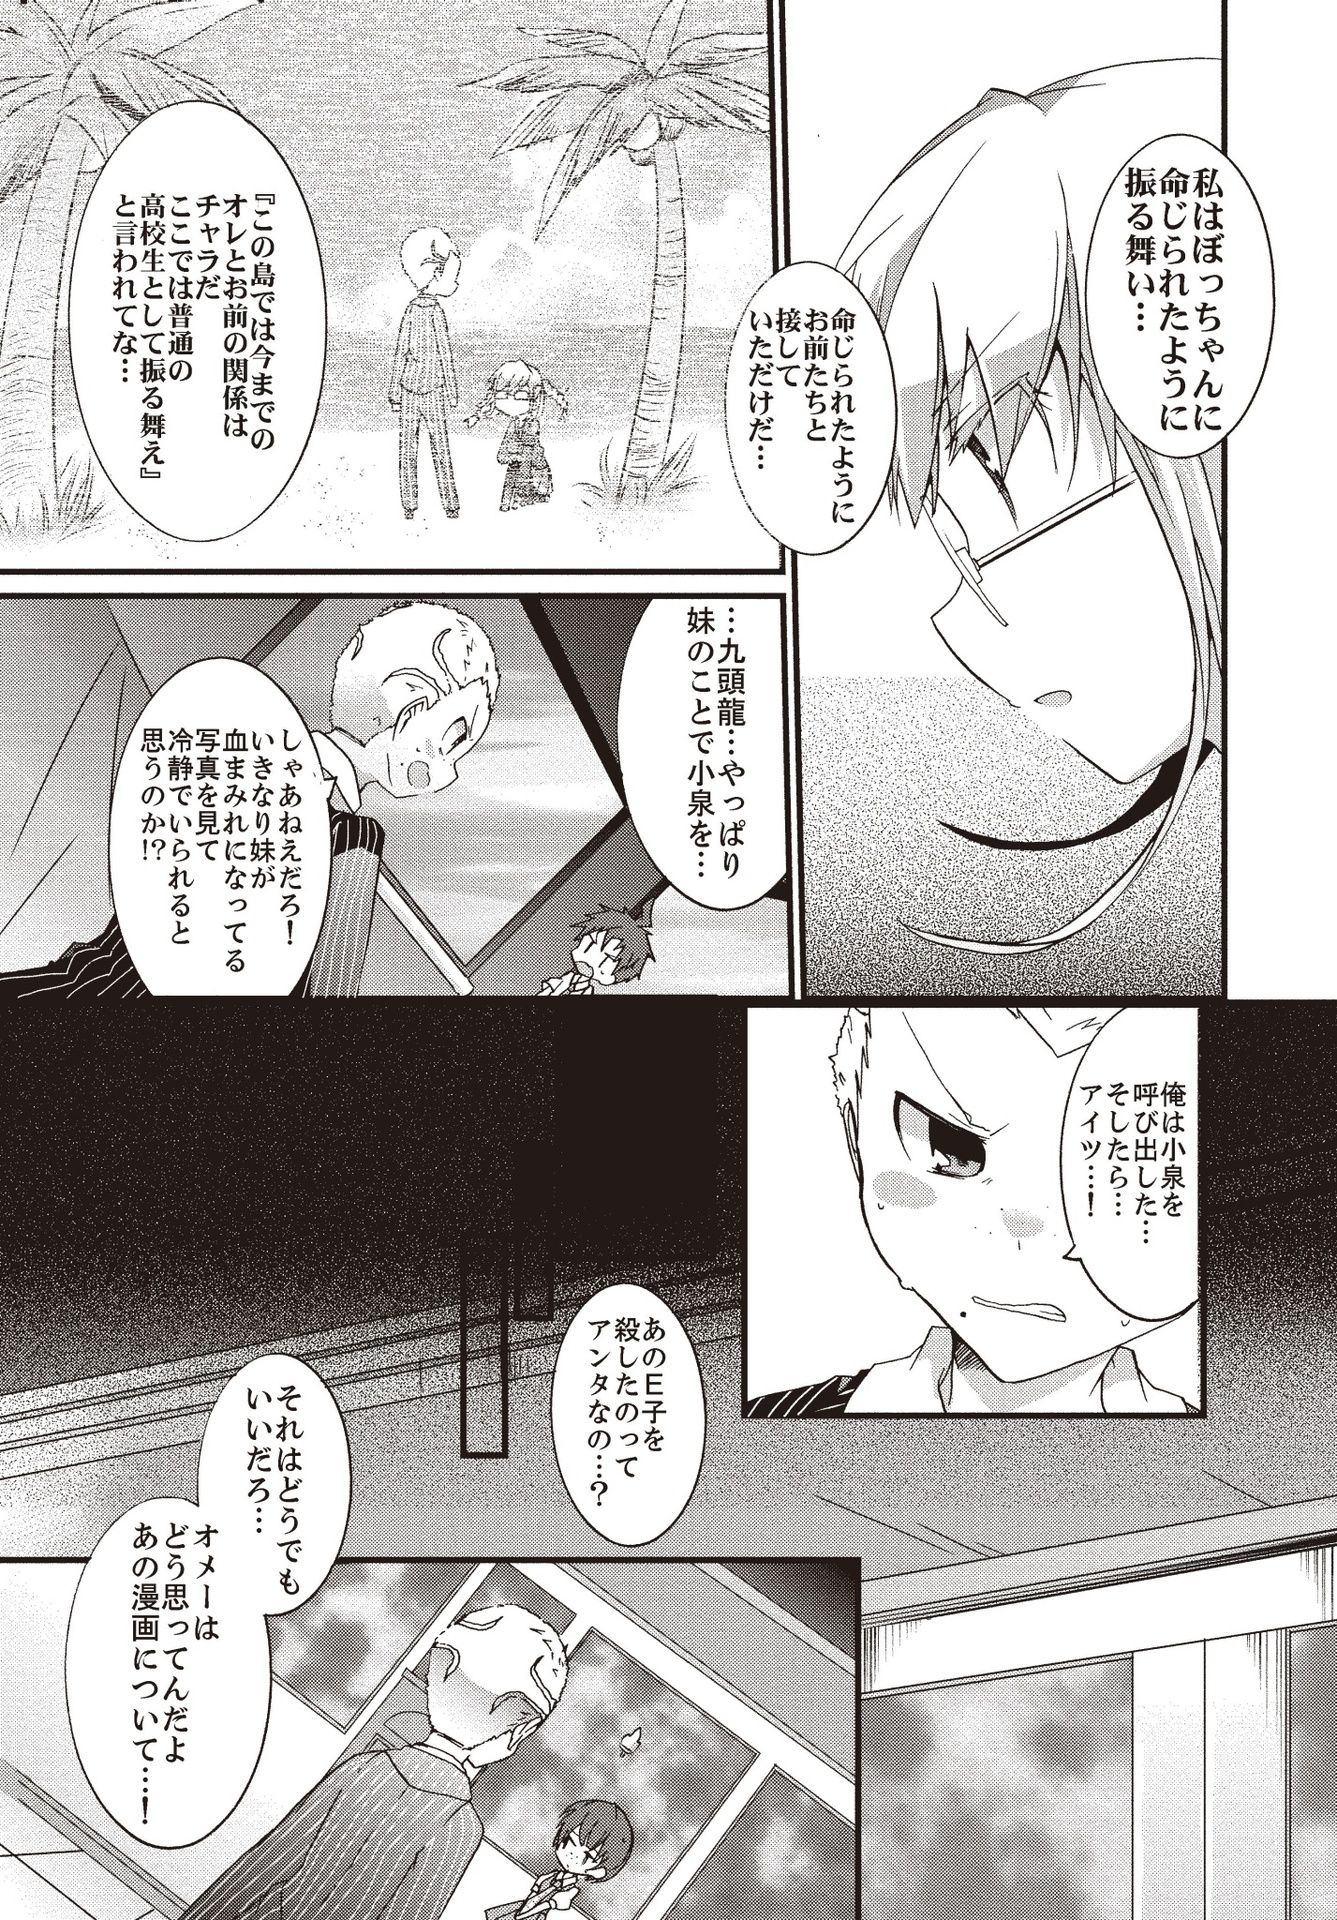 私はぼっちゃんに
命じられたように
振る舞い…
命じられたように
お前たちと
接して
いただけだ…
『この島では今までの
オレとお前の関係は
チャラだ
ここでは普通の
高校生として振る舞え』
と言われてな…
…九頭龍…やっぱり
妹のことで小泉を…
しゃあねえだろ！
いきなり妹が
血まみれになってる
写真を見て
冷静でいられると
思うのか!?
俺は小泉を
呼び出した…
そしたら…
アイツ…！
あのE子を
殺したのって
アンタなの…？
それはどうでも
いいだろ…
オメーは
どう思ってんだよ
あの漫画について…！